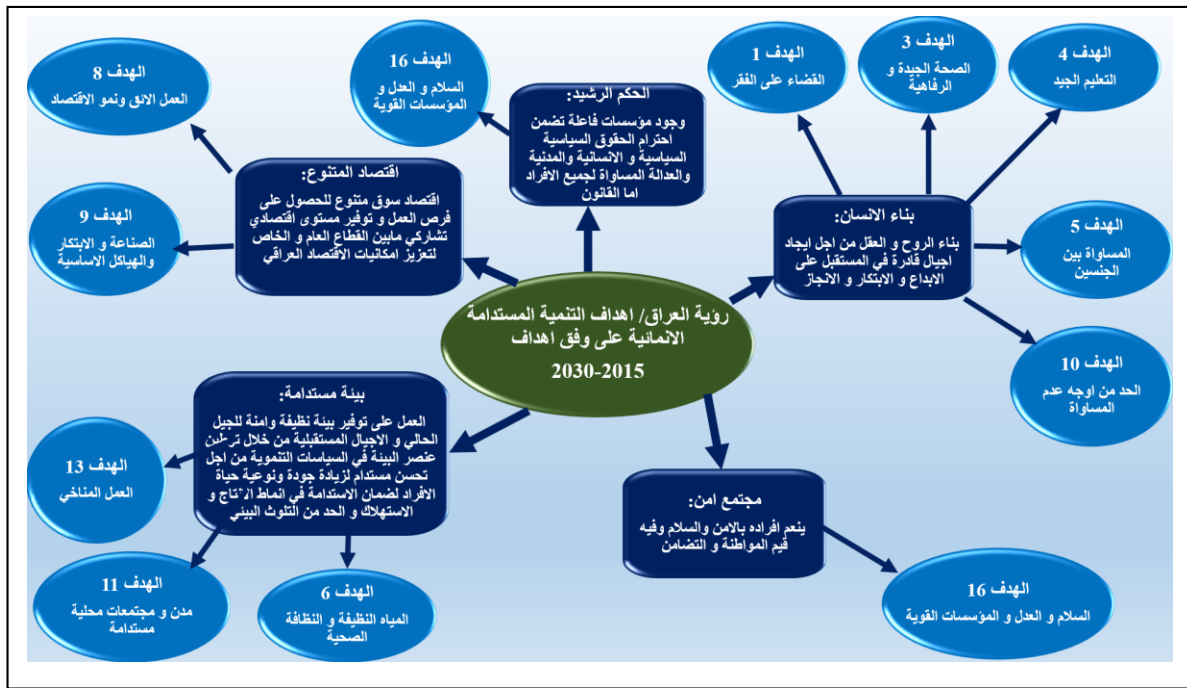 الهدف 8
العمل الائق ونمو الاقتصاد
الهدف 16
السلام و العدل و
المؤسسات القوية
الهدف 1
القضاء على الفقر
الهدف 3
الصحة الجيدة و
الرفاهية
الهدف 4
التعليم الجيد
الحكم الرشيد:
وجود مؤسسات فاعلة تضمن
احترام الحقوق السياسية
السياسية و الانسانية والمدنية
والعدالة المساواة لجميع الافراد
اما القانون
اقتصاد المتنوع:
اقتصاد سوق متنوع للحصول على
فرص العمل و توفير مستوى اقتصادي
تشاركي مابين القطاع العام و الخاص
لتعزيز امكانيات الاقتصاد العراقي
الهدف 9
الصناعة و الابتكار
والهياكل الاساسية
بناء الانسان:
بناء الروح و العقل من اجل ايجاد
اجيال قادرة في المستقبل على
الابداع و الابتكار و الانجاز
الهدف 5
المساواة بين
الجنسين
الهدف 10
الحد من اوجه عدم
المساواة
رؤية العراق/ اهداف التنمية المستدامة
الانمائية على وفق اهداف
2030-2015
بيئة مستدامة:
العمل على توفير بيئة نظيفة وامنة للجيل
الحالي و الاجيال المستقبلية من خلال
عنصر البيئة في السياسات التنموية من اجل
تحسن مستدام لزيادة جودة ونوعية حياة
الافراد لضمان الاستدامة في انماط الانتاج و
الاستهلاك و الحد من التلوث البيئي
الهدف 13
العمل المناخي
الهدف 11
مدن و مجتمعات محلية
مستدامة
الهدف 6
المياه النظيفة و النظافة
الصحية
مجتمع امن:
ينعم افراده بالامن والسلام وفيه
قيم المواطنة و التضامن
الهدف 16
السلام و العدل و المؤسسات القوية